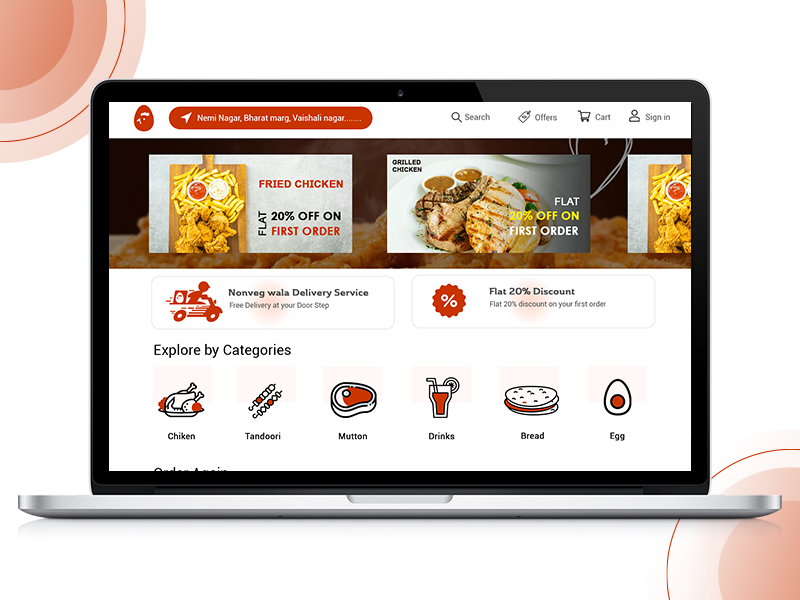 Nemi Nagar, Bharat marg, Vaishali nagar........
Search
Offers
Cart
Sign in
FRIED CHICKEN
FLAT
20% OFF ON
FIRST ORDER
GRILLED
CHICKEN
FLAT
20% OFF ON
FIRST ORDER
Nonveg wala Delivery Service
Free Delivery at your Door Step
%
Flat 20% Discount
Flat 20% discount on your first order
Explore by Categories
Chiken
Tandoori
Mutton
Drinks
Bread
Egg
Order Again